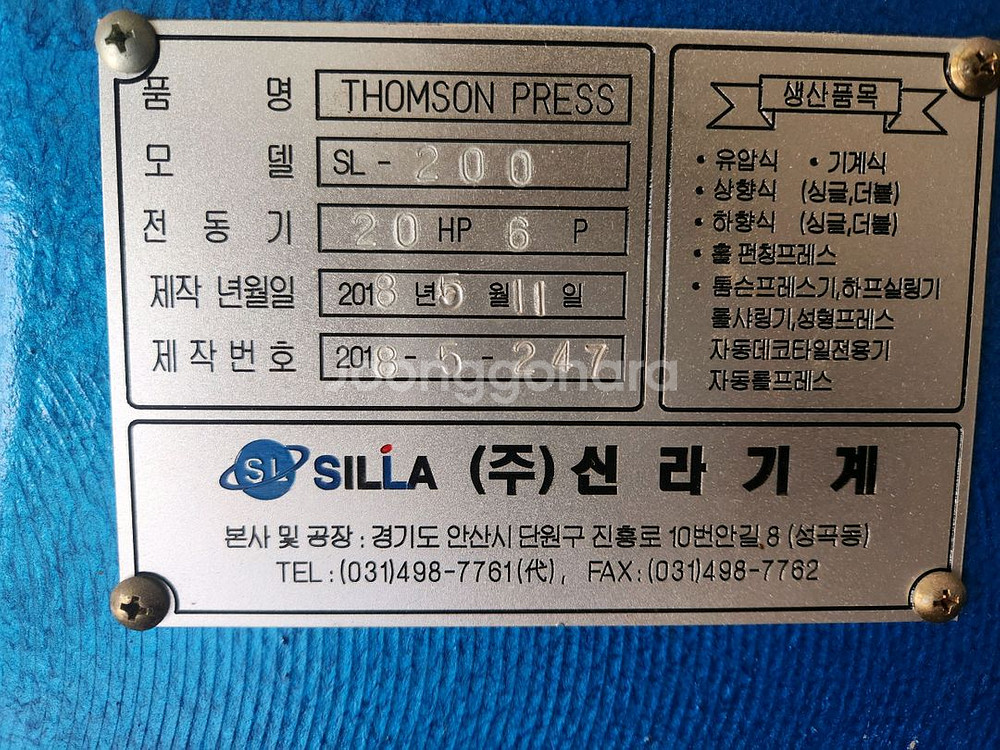 품 명 THOMSON PRESS
모 델 SL - 200
전 동 기 20 HP 6 P
제작 년월일 2018 년 5 월 11 일
제 작 번 호 2018 - 5 - 247
생산품목
• 유압식 • 기계식
• 상향식 (싱글,더블)
• 하향식 (싱글,더블)
• 홀 펀칭프레스
• 톰슨프레스기,하프실링기
롤샤링기,성형프레스
자동데코타일전용기
자동롤프레스
joonggonara
SL SILLA (주) 신 라 기 계
본사 및 공장 : 경기도 안산시 단원구 진흥로 10번안길 8 (성곡동)
TEL : (031)498-7761(代), FAX : (031)498-7762